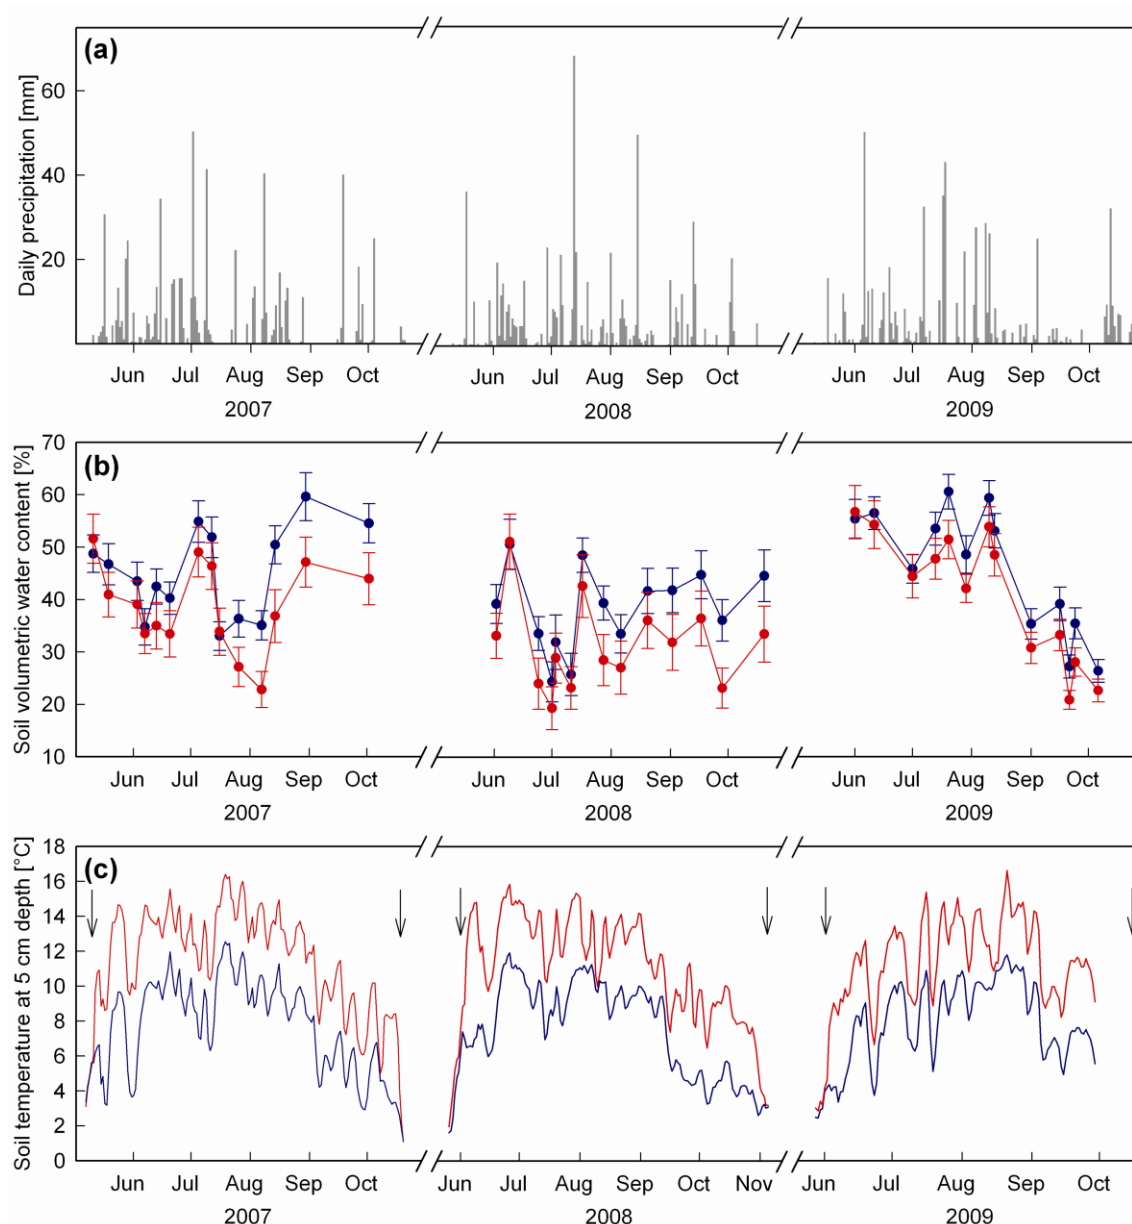 (a)
Daily precipitation [mm]
60
40
20
Jun Jul Aug Sep Oct Jun Jul Aug Sep Oct Jun Jul Aug Sep Oct
2007 2008 2009
(b)
Soil volumetric water content [%]
70
60
50
40
30
20
10
Jun Jul Aug Sep Oct Jun Jul Aug Sep Oct Jun Jul Aug Sep Oct
2007 2008 2009
(c)
Soil temperature at 5 cm depth [°C]
18
16
14
12
10
8
6
4
2
0
Jun Jul Aug Sep Oct Jun Jul Aug Sep Oct Nov Jun Jul Aug Sep Oct
2007 2008 2009